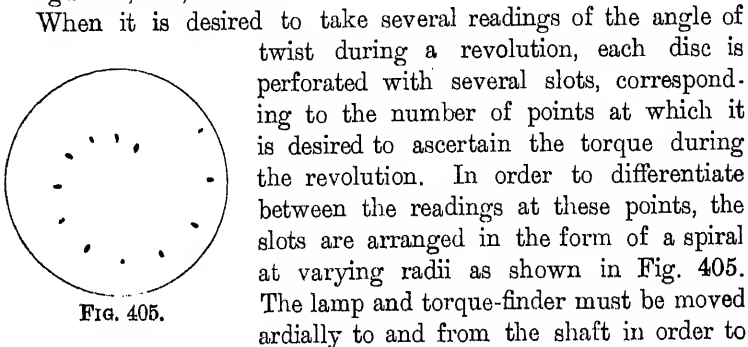 When it is desired to take several readings of the angle of
twist during a revolution, each disc is
perforated with several slots, correspond-
ing to the number of points at which it
is desired to ascertain the torque during
the revolution. In order to differentiate
between the readings at these points, the
slots are arranged in the form of a spiral
at varying radii as shown in Fig. 405.
The lamp and torque-finder must be moved
ardially to and from the shaft in order to
FIG. 405.